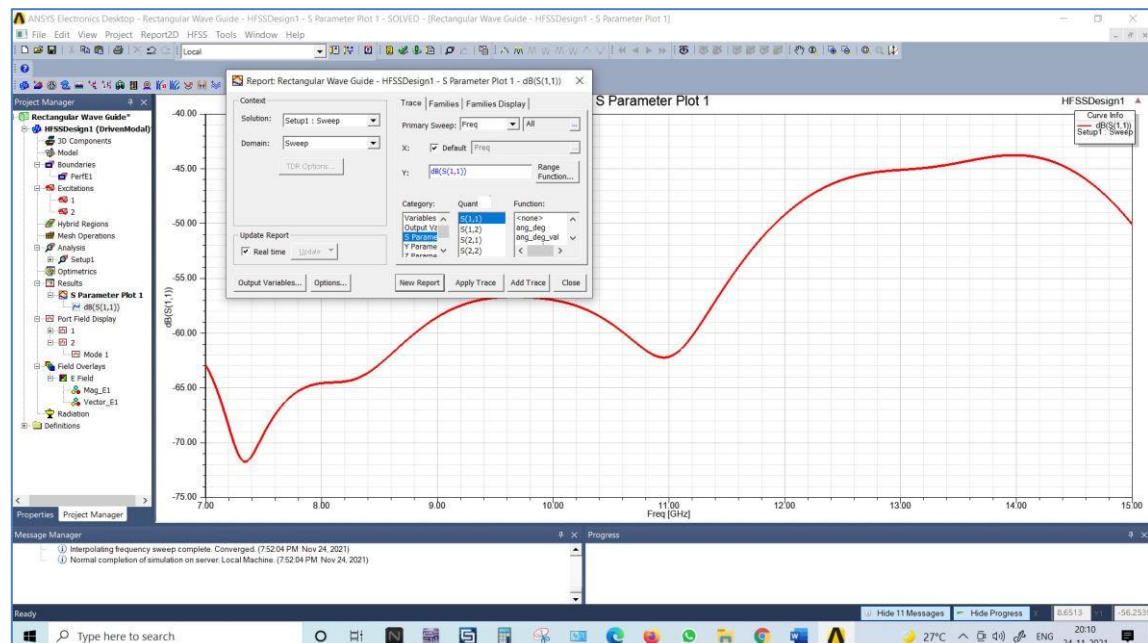 ANSYS Electronics Desktop - Rectangular Wave Guide - HFSSDesign1 - S Parameter Plot 1 - SOLVED - [Rectangular Wave Guide - HFSSDesign1 - S Parameter Plot 1]
File Edit View Project Report2D HFSS Tools Window Help
Local
Project Manager
Rectangular Wave Guide*
HFSSDesign1 (DrivenModal)
3D Components
Model
Boundaries
PerfE1
Excitations
1
2
Hybrid Regions
Mesh Operations
Analysis
Setup1
Optimetrics
Results
S Parameter Plot 1
dB(S(1,1))
Port Field Display
1
2
Mode 1
Field Overlays
E Field
Mag_E1
Vector_E1
Radiation
Definitions
Properties Project Manager
Report: Rectangular Wave Guide - HFSSDesign1 - S Parameter Plot 1 - dB(S(1,1))
Context
Solution: Setup1 : Sweep
Domain: Sweep
TDR Options...
Update Report
Real time Update
Output Variables... Options...
Trace Families Families Display
Primary Sweep: Freq All ...
X: Default Freq ...
Y: dB(S(1,1)) Range Function...
Category: Quant Function:
Variables S(1,1) <none>
Output Va S(1,2) ang_deg
S Parame S(2,1) ang_deg_val
Y Parame S(2,2)
Z Parame
New Report Apply Trace Add Trace Close
S Parameter Plot 1
HFSSDesign1
Curve Info
dB(S(1,1))
Setup1 : Sweep
-40.00
-45.00
-50.00
-55.00
-60.00
-65.00
-70.00
-75.00
dB(S(1,1))
7.00 8.00 9.00 10.00 11.00 12.00 13.00 14.00 15.00
Freq [GHz]
Message Manager
Interpolating frequency sweep complete. Converged. (7:52:04 PM Nov 24, 2021)
Normal completion of simulation on server: Local Machine. (7:52:04 PM Nov 24, 2021)
Progress
Ready
Hide 11 Messages Hide Progress X 8.6513 Y1 -56.2539
Type here to search
27°C ENG
20:10
24-11-2021